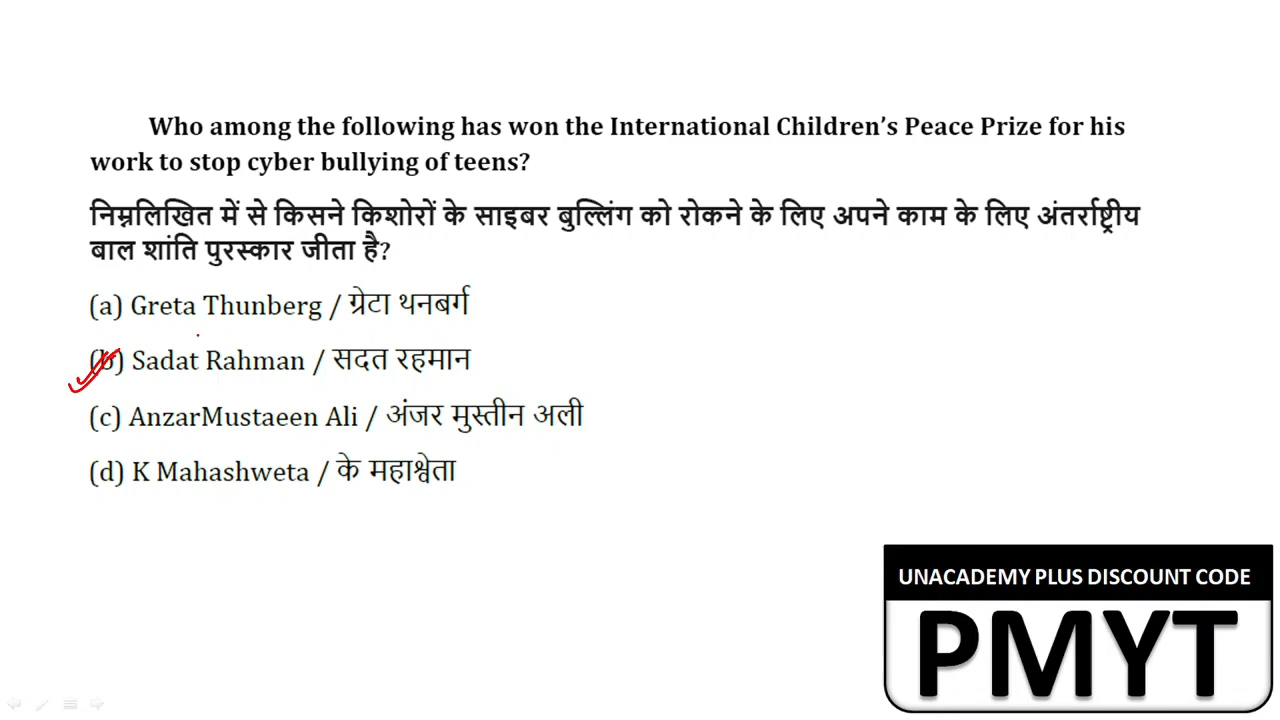 Who among the following has won the International Children’s Peace Prize for his
work to stop cyber bullying of teens?
निम्नलिखित में से किसने किशोरों के साइबर बुल्लिंग को रोकने के लिए अपने काम के लिए अंतर्राष्ट्रीय
बाल शांति पुरस्कार जीता है?
(a) Greta Thunberg / ग्रेटा थनबर्ग
(b) Sadat Rahman / सदत रहमान
(c) AnzarMustaeen Ali / अंजर मुस्तीन अली
(d) K Mahashweta / के महाश्वेता
UNACADEMY PLUS DISCOUNT CODE
PMYT